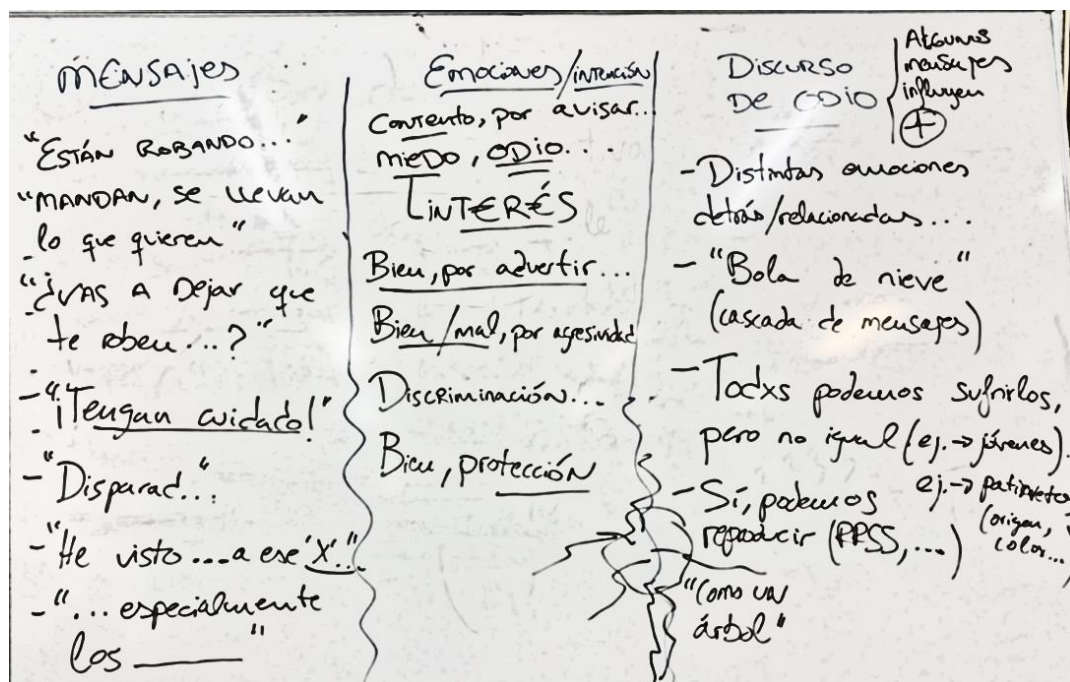 MENSAJES
"ESTÁN ROBANDO..."
"MANDAN, SE LLEVAN
lo que quieren"
"¿VAS A Dejar que
te roben...?"
- "¡Tengan cuidado!"
- "Disparad..."
- "He visto ... a ese 'X'..."
- "... especialmente
los ______"
Emociones/intención
Contento, por avisar...
mieDo, ODio...
INT€R€S
Bien, por advertir...
Bien/mal, por agresividad
Discriminación...
Bien, protección
DISCURSO
DE ODIO
Algunos
mensajes
influyen
+
- Distintas emociones
detrás/relacionadas....
- "Bola de nieve"
(cascada de mensajes)
- Todxs podemos sufrirlos,
pero no igual (ej. → jóvenes).
ej. → patinetes
(origen,
color...)
- Sí, podemos
reproducir (RRSS, ...)
"Como un
árbol"